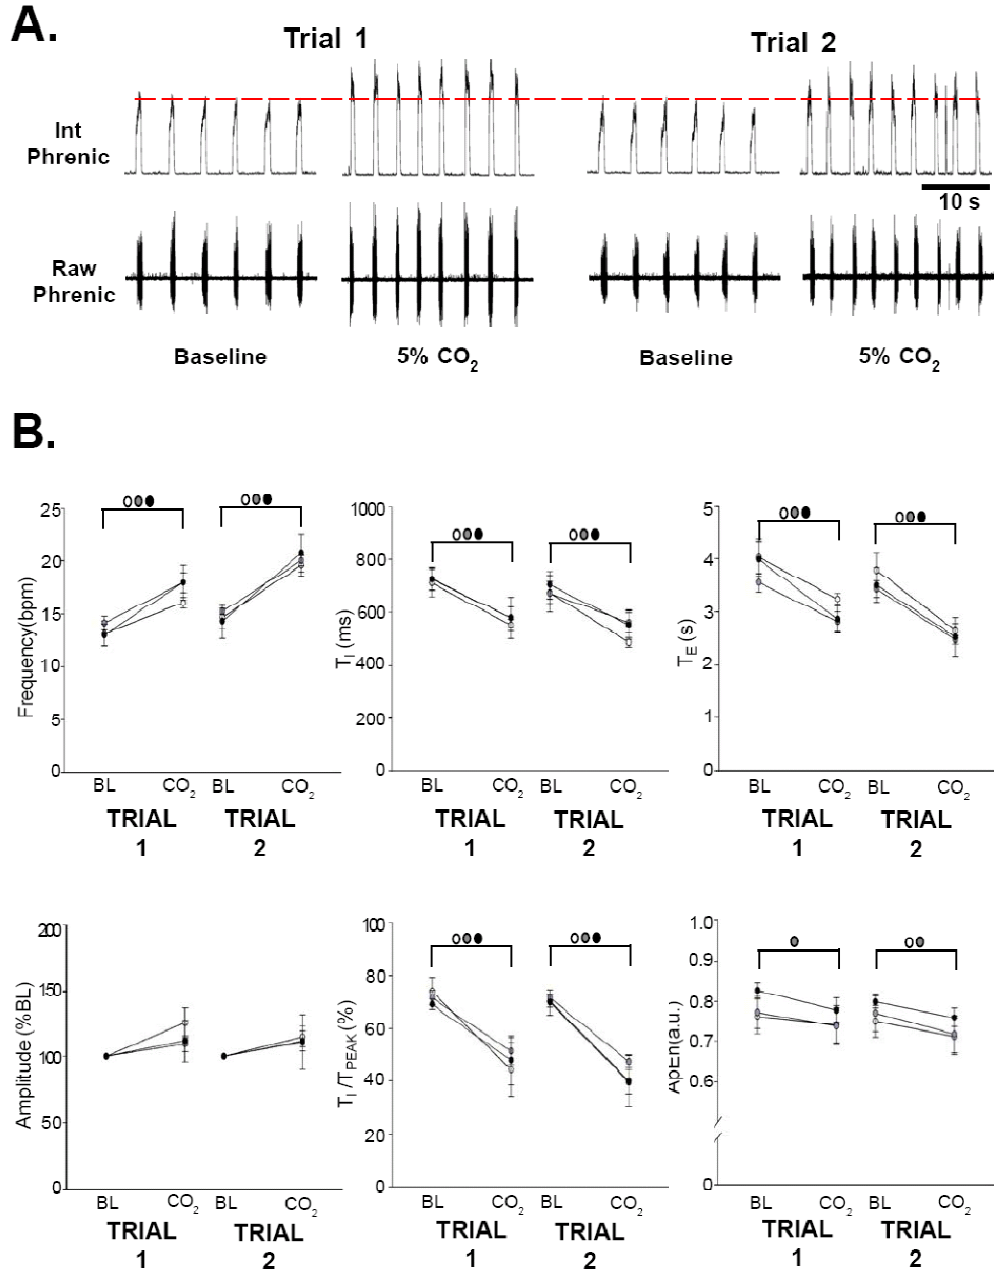 A.
Trial 1
Trial 2
Int
Phrenic
10 s
Raw
Phrenic
Baseline
5% CO2
Baseline
5% CO2
B.
Frequency(bpm)
25
20
15
10
5
0
BL
CO2
BL
CO2
TRIAL
1
TRIAL
2
TI (ms)
1000
800
600
400
200
0
BL
CO2
BL
CO2
TRIAL
1
TRIAL
2
TE (s)
5
4
3
2
1
0
BL
CO2
BL
CO2
TRIAL
1
TRIAL
2
Amplitude (%BL)
200
150
100
50
0
BL
CO2
BL
CO2
TRIAL
1
TRIAL
2
TI /TPEAK (%)
100
80
60
40
20
0
BL
CO2
BL
CO2
TRIAL
1
TRIAL
2
ApEn(a.u.)
1.0
0.9
0.8
0.7
0.6
0
BL
CO2
BL
CO2
TRIAL
1
TRIAL
2